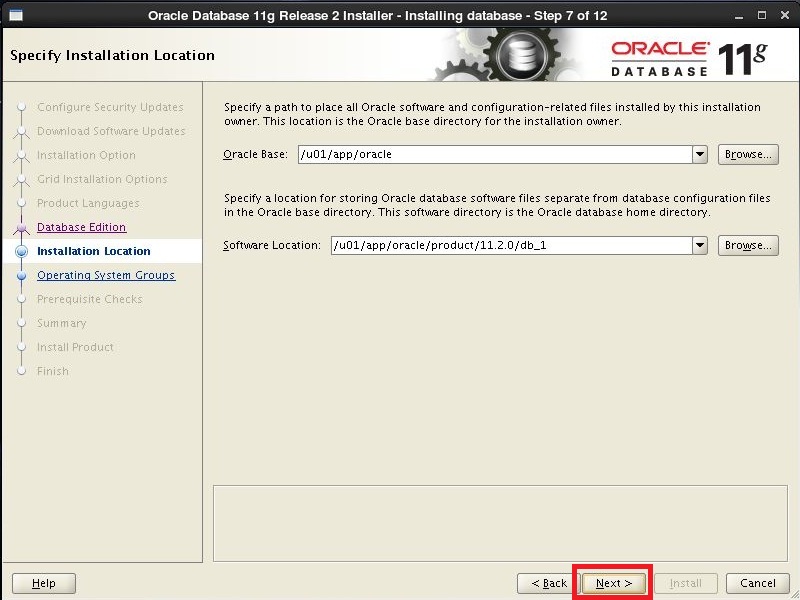 Oracle Database 11g Release 2 Installer - Installing database - Step 7 of 12
Specify Installation Location
ORACLE
DATABASE
11g
Configure Security Updates
Download Software Updates
Installation Option
Grid Installation Options
Product Languages
Database Edition
Installation Location
Operating System Groups
Prerequisite Checks
Summary
Install Product
Finish
Specify a path to place all Oracle software and configuration-related files installed by this installation
owner. This location is the Oracle base directory for the installation owner.
Oracle Base: /u01/app/oracle Browse...
Specify a location for storing Oracle database software files separate from database configuration files
in the Oracle base directory. This software directory is the Oracle database home directory.
Software Location: /u01/app/oracle/product/11.2.0/db_1 Browse...
Help < Back Next > Install Cancel